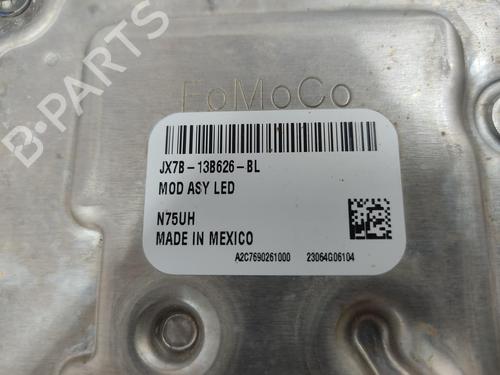 B-PARTS
FoMoCo
JX7B-13B626-BL
MOD ASY LED
N75UH
MADE IN MEXICO
A2C7690261000 23064G06104